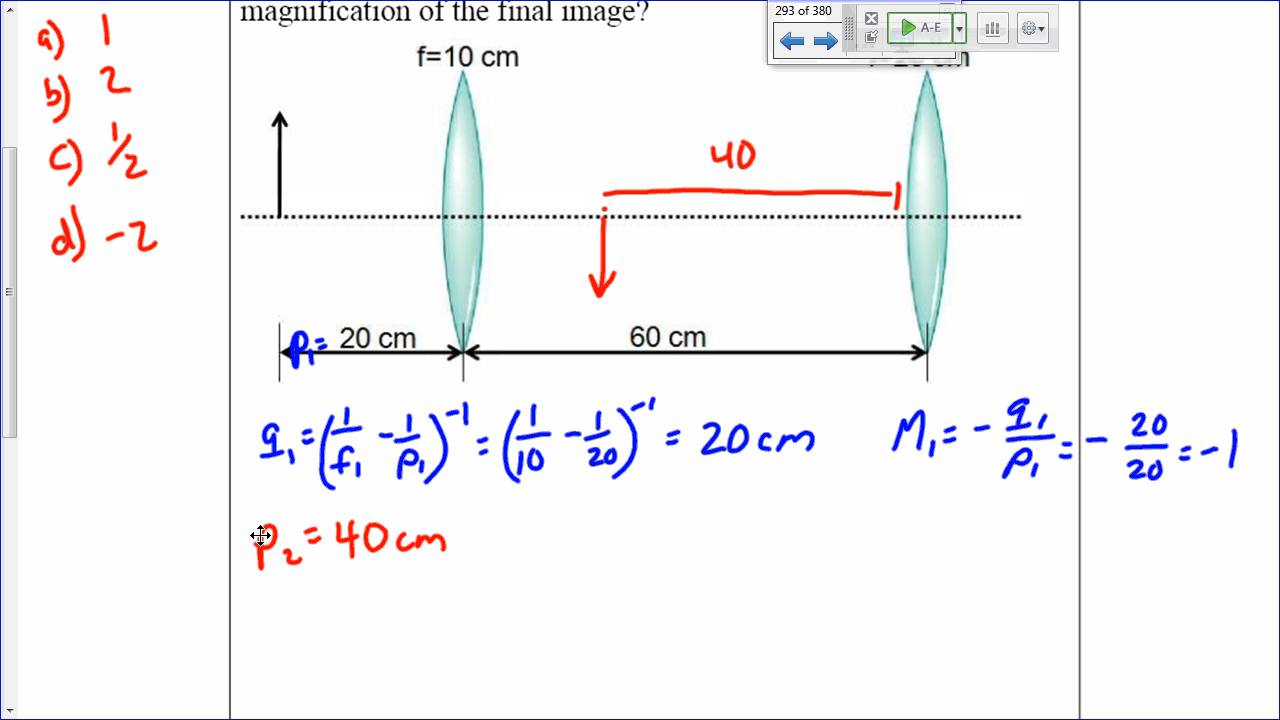 magnification of the final image?
293 of 380
A-E
a) 1
b) 2
c) 1/2
d) -2
f=10 cm
40
P₁= 20 cm
60 cm
q₁ = (1/f₁ - 1/P₁)⁻¹ = (1/10 - 1/20)⁻¹ = 20 cm
M₁ = - q₁/P₁ = - 20/20 = -1
P₂ = 40 cm